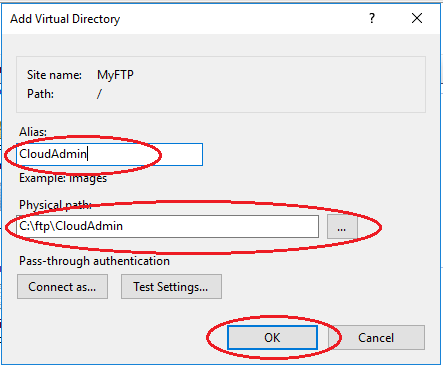 Add Virtual Directory
?
Site name: MyFTP
Path: /
Alias:
CloudAdmin
Example: images
Physical path:
C:\ftp\CloudAdmin
...
Pass-through authentication
Connect as... Test Settings...
OK Cancel